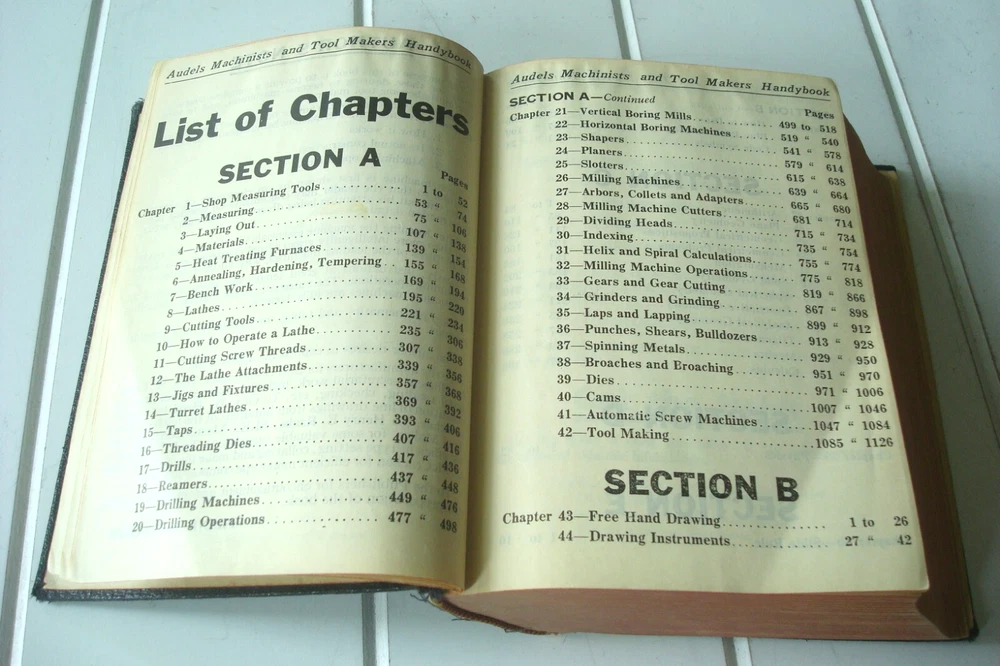 Audels Machinists and Tool Makers Handybook
List of Chapters
SECTION A
Pages
Chapter 1—Shop Measuring Tools 1 to 52
2—Measuring 53 " 74
3—Laying Out 75 " 106
4—Materials 107 " 138
5—Heat Treating Furnaces 139 " 154
6—Annealing, Hardening, Tempering 155 " 168
7—Bench Work 169 " 194
8—Lathes 195 " 220
9—Cutting Tools 221 " 234
10—How to Operate a Lathe 235 " 306
11—Cutting Screw Threads 307 " 338
12—The Lathe Attachments 339 " 356
13—Jigs and Fixtures 357 " 368
14—Turret Lathes 369 " 392
15—Taps 393 " 406
16—Threading Dies 407 " 416
17—Drills 417 " 436
18—Reamers 437 " 448
19—Drilling Machines 449 " 476
20—Drilling Operations 477 " 498
Audels Machinists and Tool Makers Handybook
SECTION A—Continued
Pages
Chapter 21—Vertical Boring Mills 499 to 518
22—Horizontal Boring Machines 519 " 540
23—Shapers 541 " 578
24—Planers 579 " 614
25—Slotters 615 " 638
26—Milling Machines 639 " 664
27—Arbors, Collets and Adapters 665 " 680
28—Milling Machine Cutters 681 " 714
29—Dividing Heads 715 " 734
30—Indexing 735 " 754
31—Helix and Spiral Calculations 755 " 774
32—Milling Machine Operations 775 " 818
33—Gears and Gear Cutting 819 " 866
34—Grinders and Grinding 867 " 898
35—Laps and Lapping 899 " 912
36—Punches, Shears, Bulldozers 913 " 928
37—Spinning Metals 929 " 950
38—Broaches and Broaching 951 " 970
39—Dies 971 " 1006
40—Cams 1007 " 1046
41—Automatic Screw Machines 1047 " 1084
42—Tool Making 1085 " 1126
SECTION B
Chapter 43—Free Hand Drawing 1 to 26
44—Drawing Instruments 27 " 42